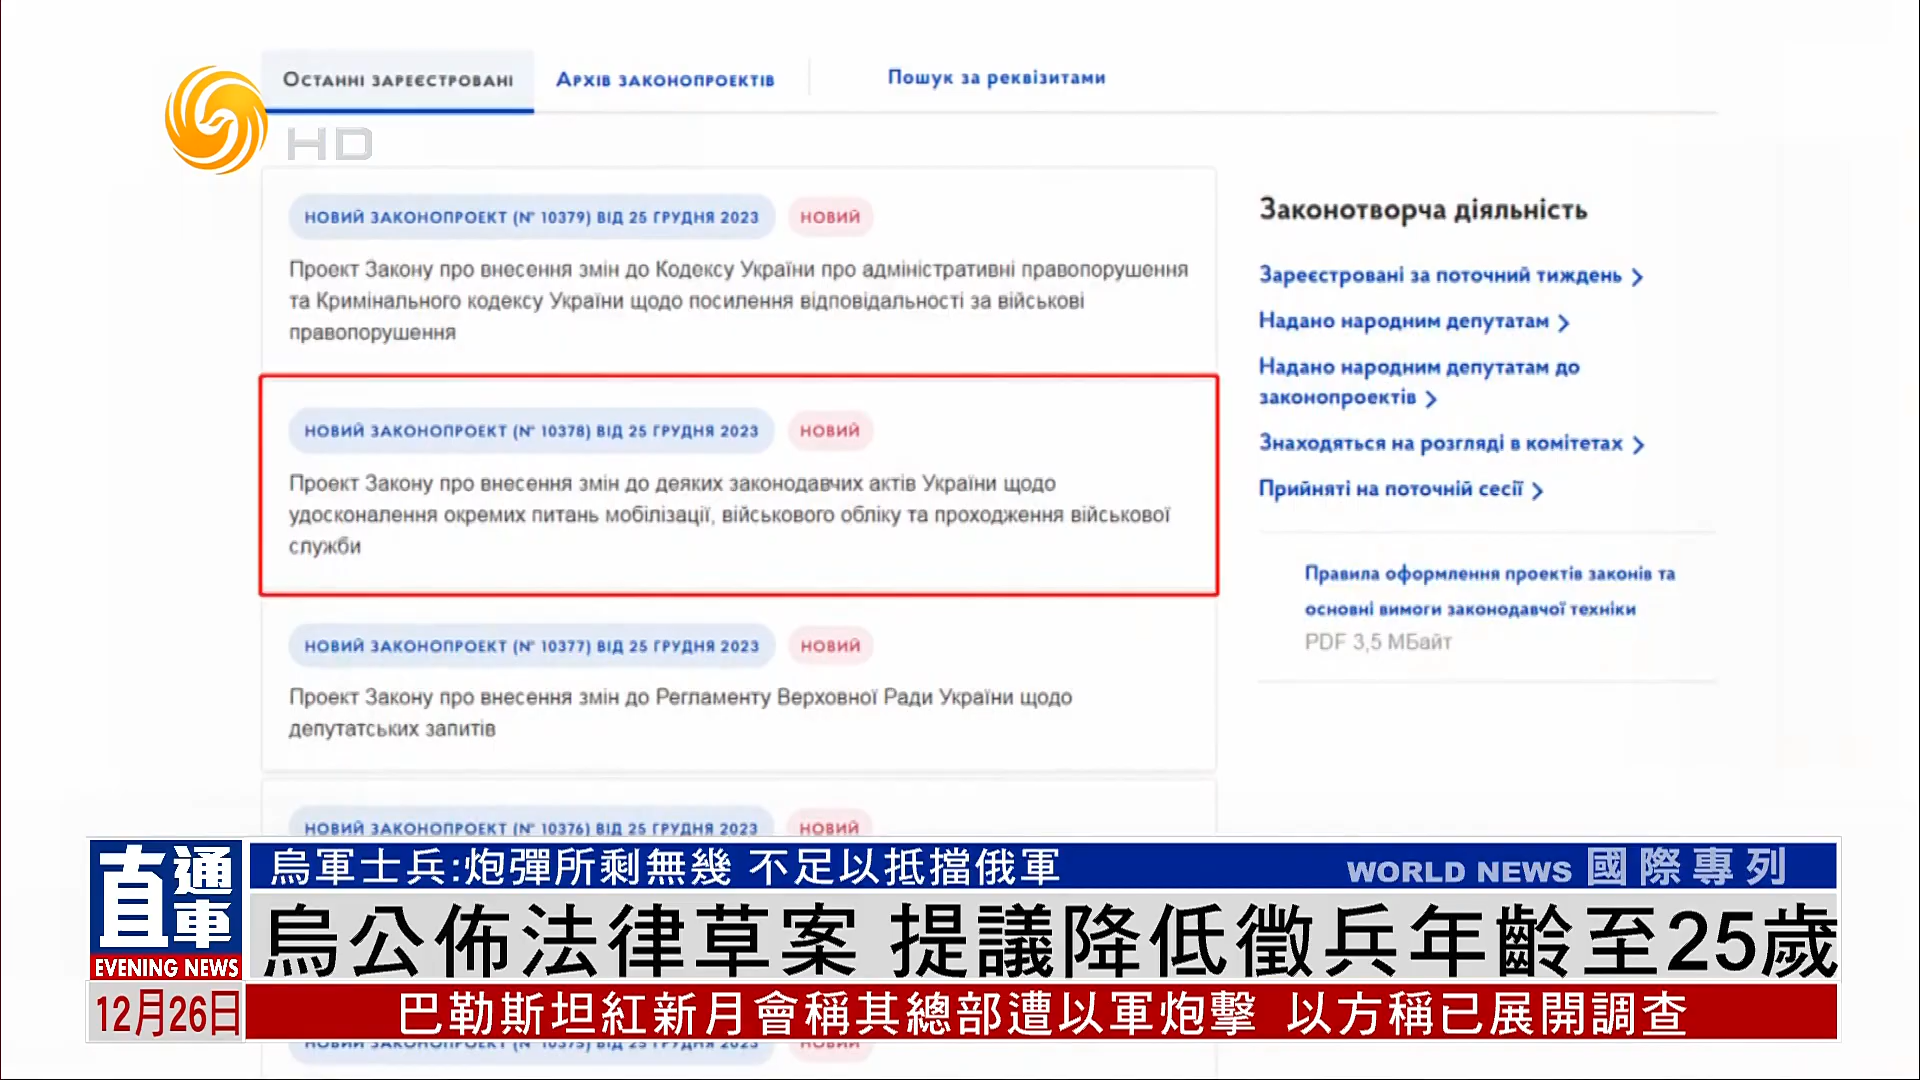 Останні зареєстровані
Архів законопроектів
Пошук за реквізитами
HD
НОВИЙ ЗАКОНОПРОЕКТ (№ 10379) ВІД 25 ГРУДНЯ 2023
НОВИЙ
Проект Закону про внесення змін до Кодексу України про адміністративні правопорушення
та Кримінального кодексу України щодо посилення відповідальності за військові
правопорушення
НОВИЙ ЗАКОНОПРОЕКТ (№ 10378) ВІД 25 ГРУДНЯ 2023
НОВИЙ
Проект Закону про внесення змін до деяких законодавчих актів України щодо
удосконалення окремих питань мобілізації, військового обліку та проходження військової
служби
НОВИЙ ЗАКОНОПРОЕКТ (№ 10377) ВІД 25 ГРУДНЯ 2023
НОВИЙ
Проект Закону про внесення змін до Регламенту Верховної Ради України щодо
депутатських запитів
НОВИЙ ЗАКОНОПРОЕКТ (№ 10376) ВІД 25 ГРУДНЯ 2023
НОВИЙ
Законотворча діяльність
Зареєстровані за поточний тиждень
Надано народним депутатам
Надано народним депутатам до
законопроектів
Знаходяться на розгляді в комітетах
Прийняті на поточній сесії
Правила оформлення проектів законів та
основні вимоги законодавчої техніки
PDF 3,5 МБайт
直通車
EVENING NEWS
12月26日
烏軍士兵:炮彈所剩無幾 不足以抵擋俄軍
WORLD NEWS 國際專列
烏公佈法律草案 提議降低徵兵年齡至25歲
巴勒斯坦紅新月會稱其總部遭以軍炮擊 以方稱已展開調查
НОВИЙ ЗАКОНОПРОЕКТ (№ 10375) ВІД 25 ГРУДНЯ 2023
НОВИЙ